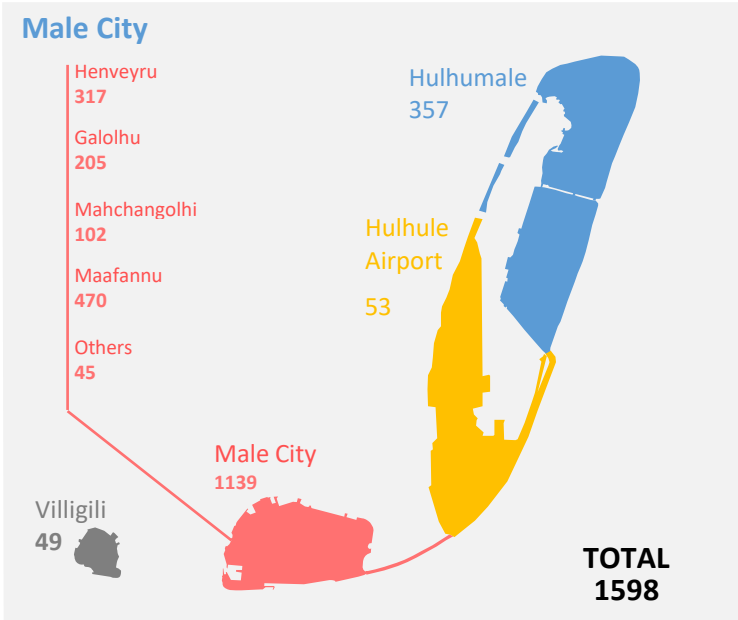 Male City
Henveyru
317
Galolhu
205
Mahchangolhi
102
Maafannu
470
Others
45
Hulhumale
357
Hulhule
Airport
53
Male City
1139
Villigili
49
TOTAL
1598